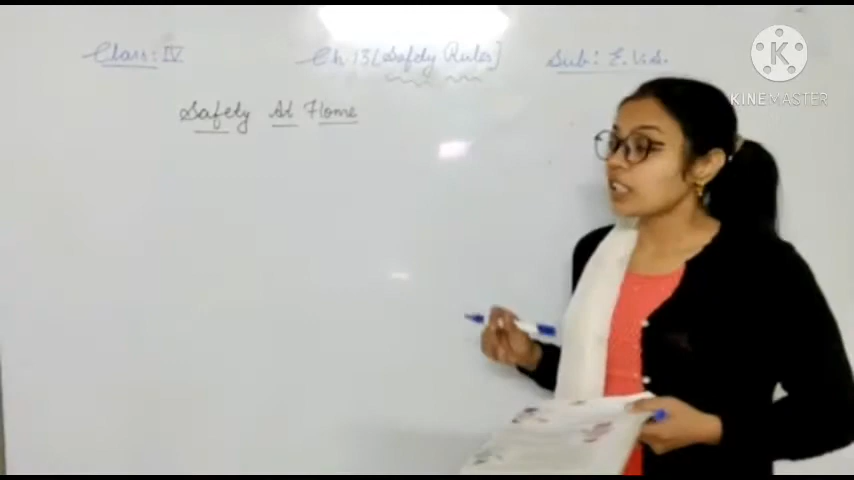 Class: IV Ch. 13 [Safety Rules] Sub: E.V.S.
Safety At Home
K
KINEMASTER